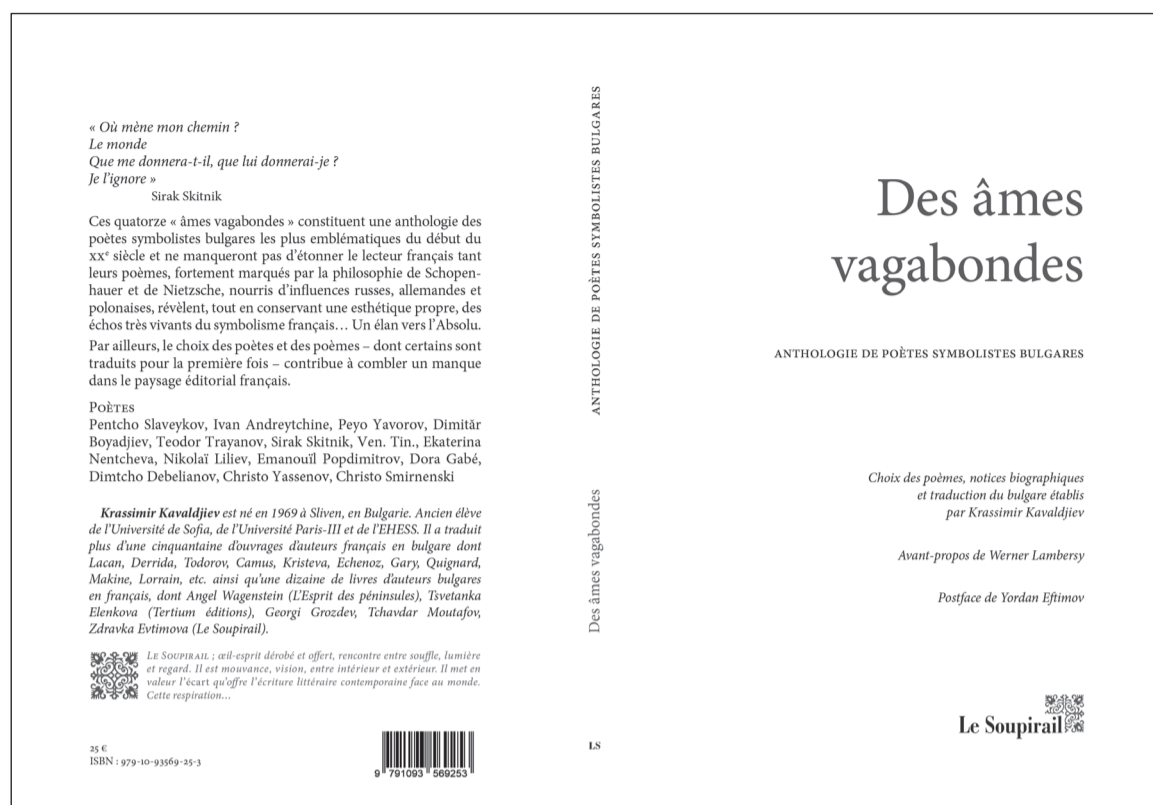 « Où mène mon chemin ?
Le monde
Que me donnera-t-il, que lui donnerai-je ?
Je l’ignore »
Sirak Skitnik
Ces quatorze « âmes vagabondes » constituent une anthologie des
poètes symbolistes bulgares les plus emblématiques du début du
XXe siècle et ne manqueront pas d’étonner le lecteur français tant
leurs poèmes, fortement marqués par la philosophie de Schopen-
hauer et de Nietzsche, nourris d’influences russes, allemandes et
polonaises, révèlent, tout en conservant une esthétique propre, des
échos très vivants du symbolisme français… Un élan vers l’Absolu.
Par ailleurs, le choix des poètes et des poèmes – dont certains sont
traduits pour la première fois – contribue à combler un manque
dans le paysage éditorial français.
POÈTES
Pentcho Slaveykov, Ivan Andreytchine, Peyo Yavorov, Dimităr
Boyadjiev, Teodor Trayanov, Sirak Skitnik, Ven. Tin., Ekaterina
Nentcheva, Nikolaï Liliev, Emanouïl Popdimitrov, Dora Gabé,
Dimtcho Debelianov, Christo Yassenov, Christo Smirnenski
Krassimir Kavaldjiev est né en 1969 à Sliven, en Bulgarie. Ancien élève
de l’Université de Sofia, de l’Université Paris-III et de l’EHESS. Il a traduit
plus d’une cinquantaine d’ouvrages d’auteurs français en bulgare dont
Lacan, Derrida, Todorov, Camus, Kristeva, Echenoz, Gary, Quignard,
Makine, Lorrain, etc. ainsi qu’une dizaine de livres d’auteurs bulgares
en français, dont Angel Wagenstein (L’Esprit des péninsules), Tsvetanka
Elenkova (Tertium éditions), Georgi Grozdev, Tchavdar Moutafov,
Zdravka Evtimova (Le Soupirail).
LE SOUPIRAIL ; œil-esprit dérobé et offert, rencontre entre souffle, lumière
et regard. Il est mouvance, vision, entre intérieur et extérieur. Il met en
valeur l’écart qu’offre l’écriture littéraire contemporaine face au monde.
Cette respiration…
25 €
ISBN : 979-10-93569-25-3
9 791093 569253
ANTHOLOGIE DE POÈTES SYMBOLISTES BULGARES
Des âmes vagabondes
LS
Des âmes
vagabondes
ANTHOLOGIE DE POÈTES SYMBOLISTES BULGARES
Choix des poèmes, notices biographiques
et traduction du bulgare établis
par Krassimir Kavaldjiev
Avant-propos de Werner Lambersy
Postface de Yordan Eftimov
Le Soupirail